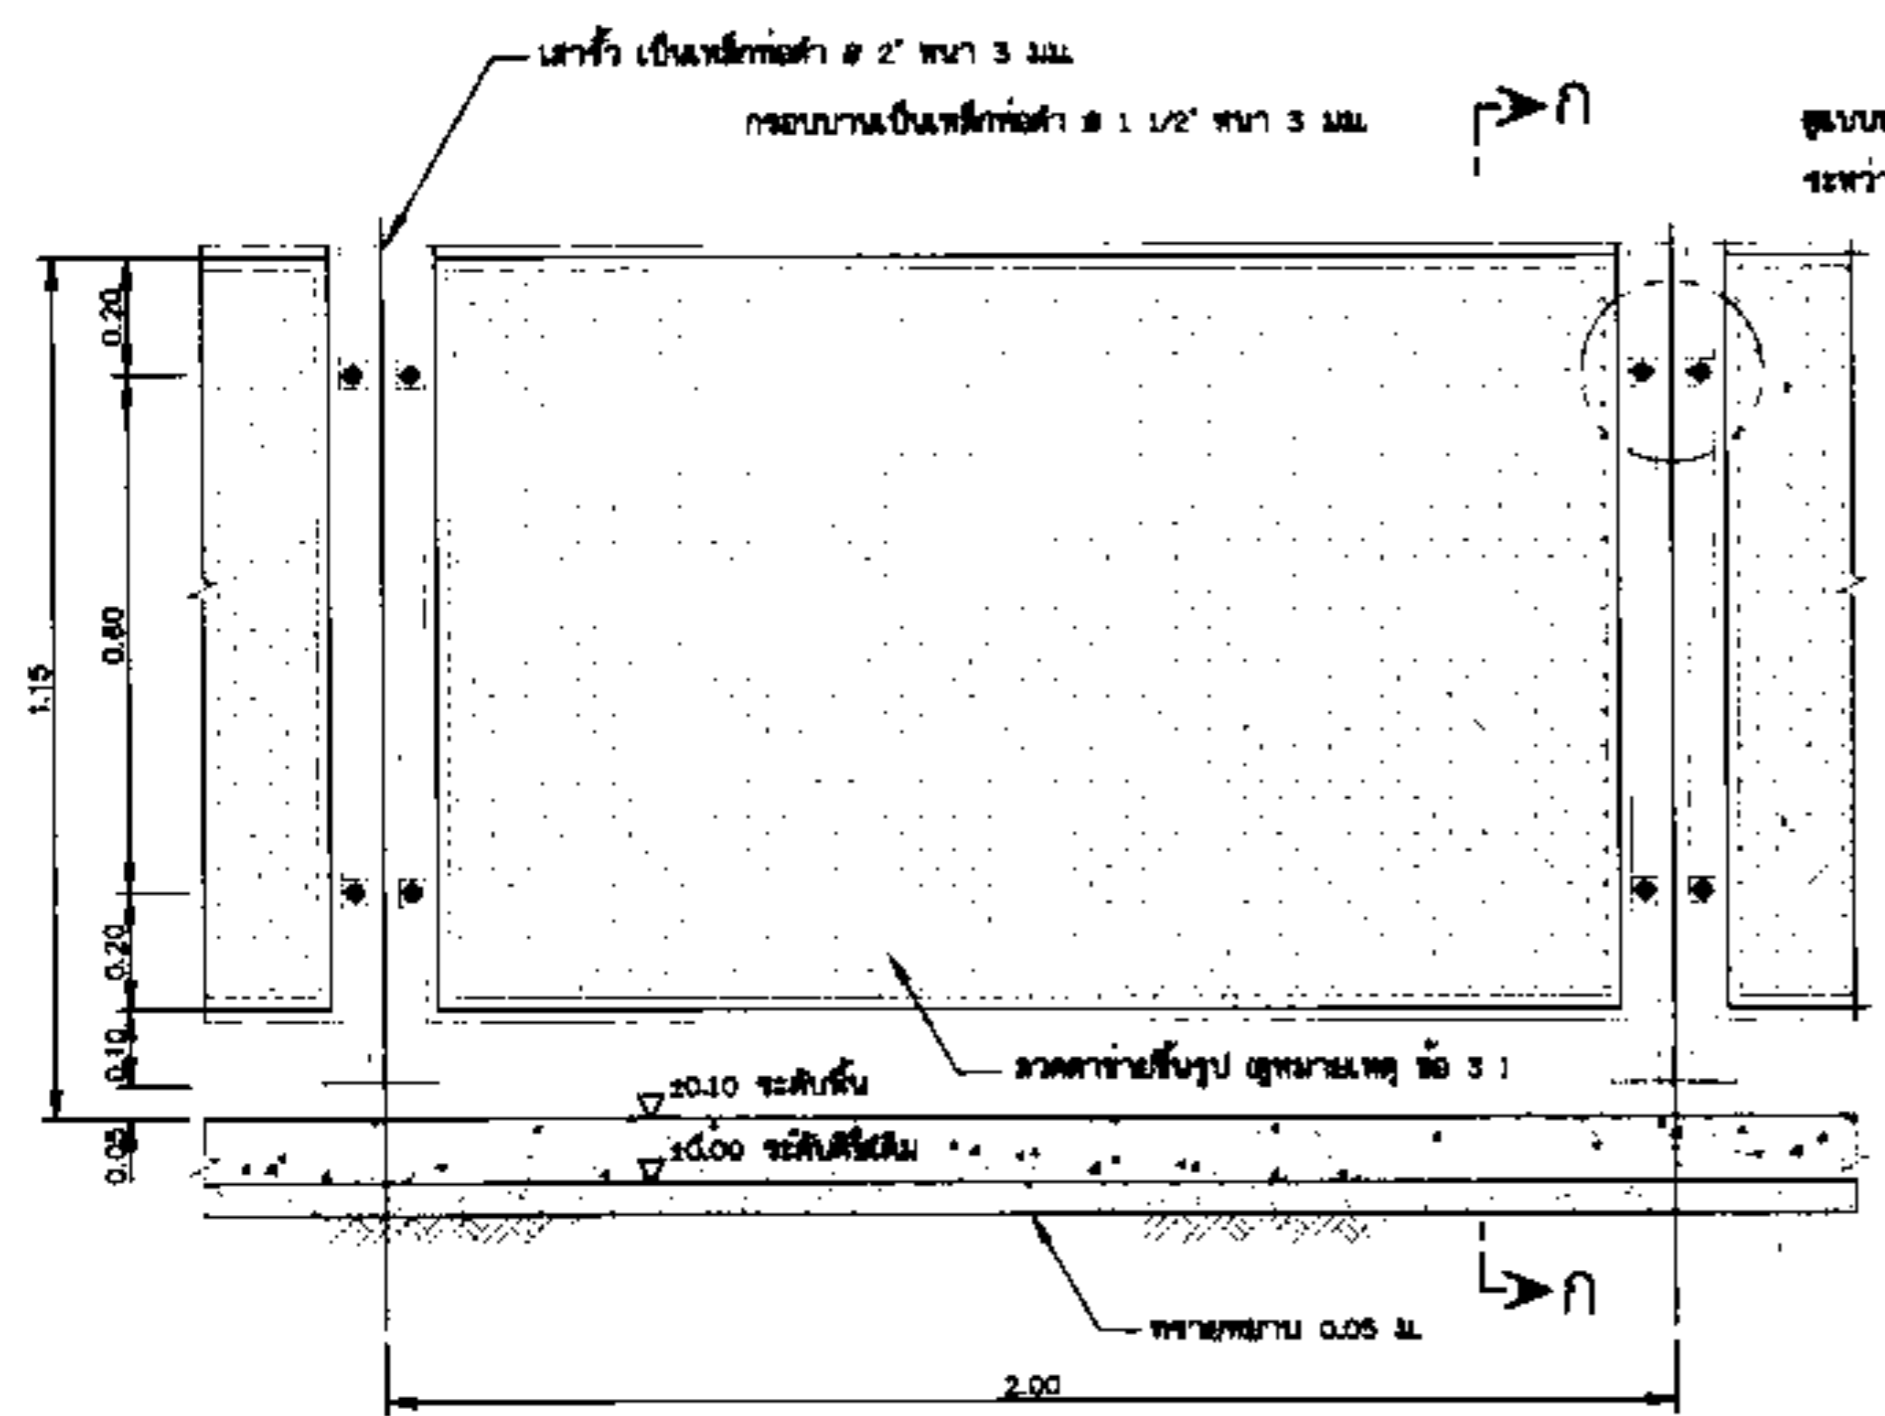 เสารั้ว เป็นเหล็กท่อดำ ø 2" หนา 3 มม.
กรอบบานเป็นเหล็กท่อดำ ø 1 1/2" หนา 3 มม.
ก
0.20
0.80
1.15
0.20
0.10
0.05
ลวดตาข่ายขึ้นรูป (ดูหมายเหตุ ข้อ 3 )
±0.10 ระดับพื้น
±0.00 ระดับดินเดิม
ก
ทรายหยาบ 0.05 ม.
2.00